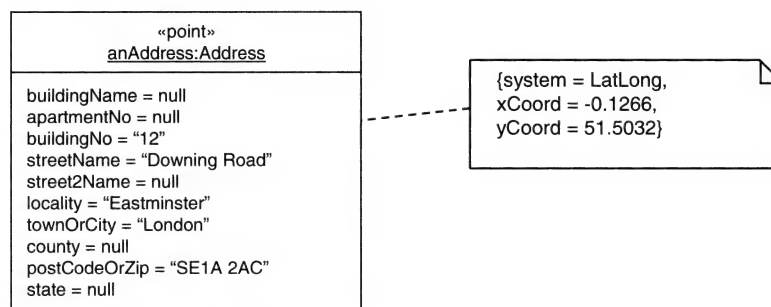 «point»
anAddress:Address
buildingName = null
apartmentNo = null
buildingNo = “12”
streetName = “Downing Road”
street2Name = null
locality = “Eastminster”
townOrCity = “London”
county = null
postCodeOrZip = “SE1A 2AC”
state = null
{system = LatLong,
xCoord = -0.1266,
yCoord = 51.5032}